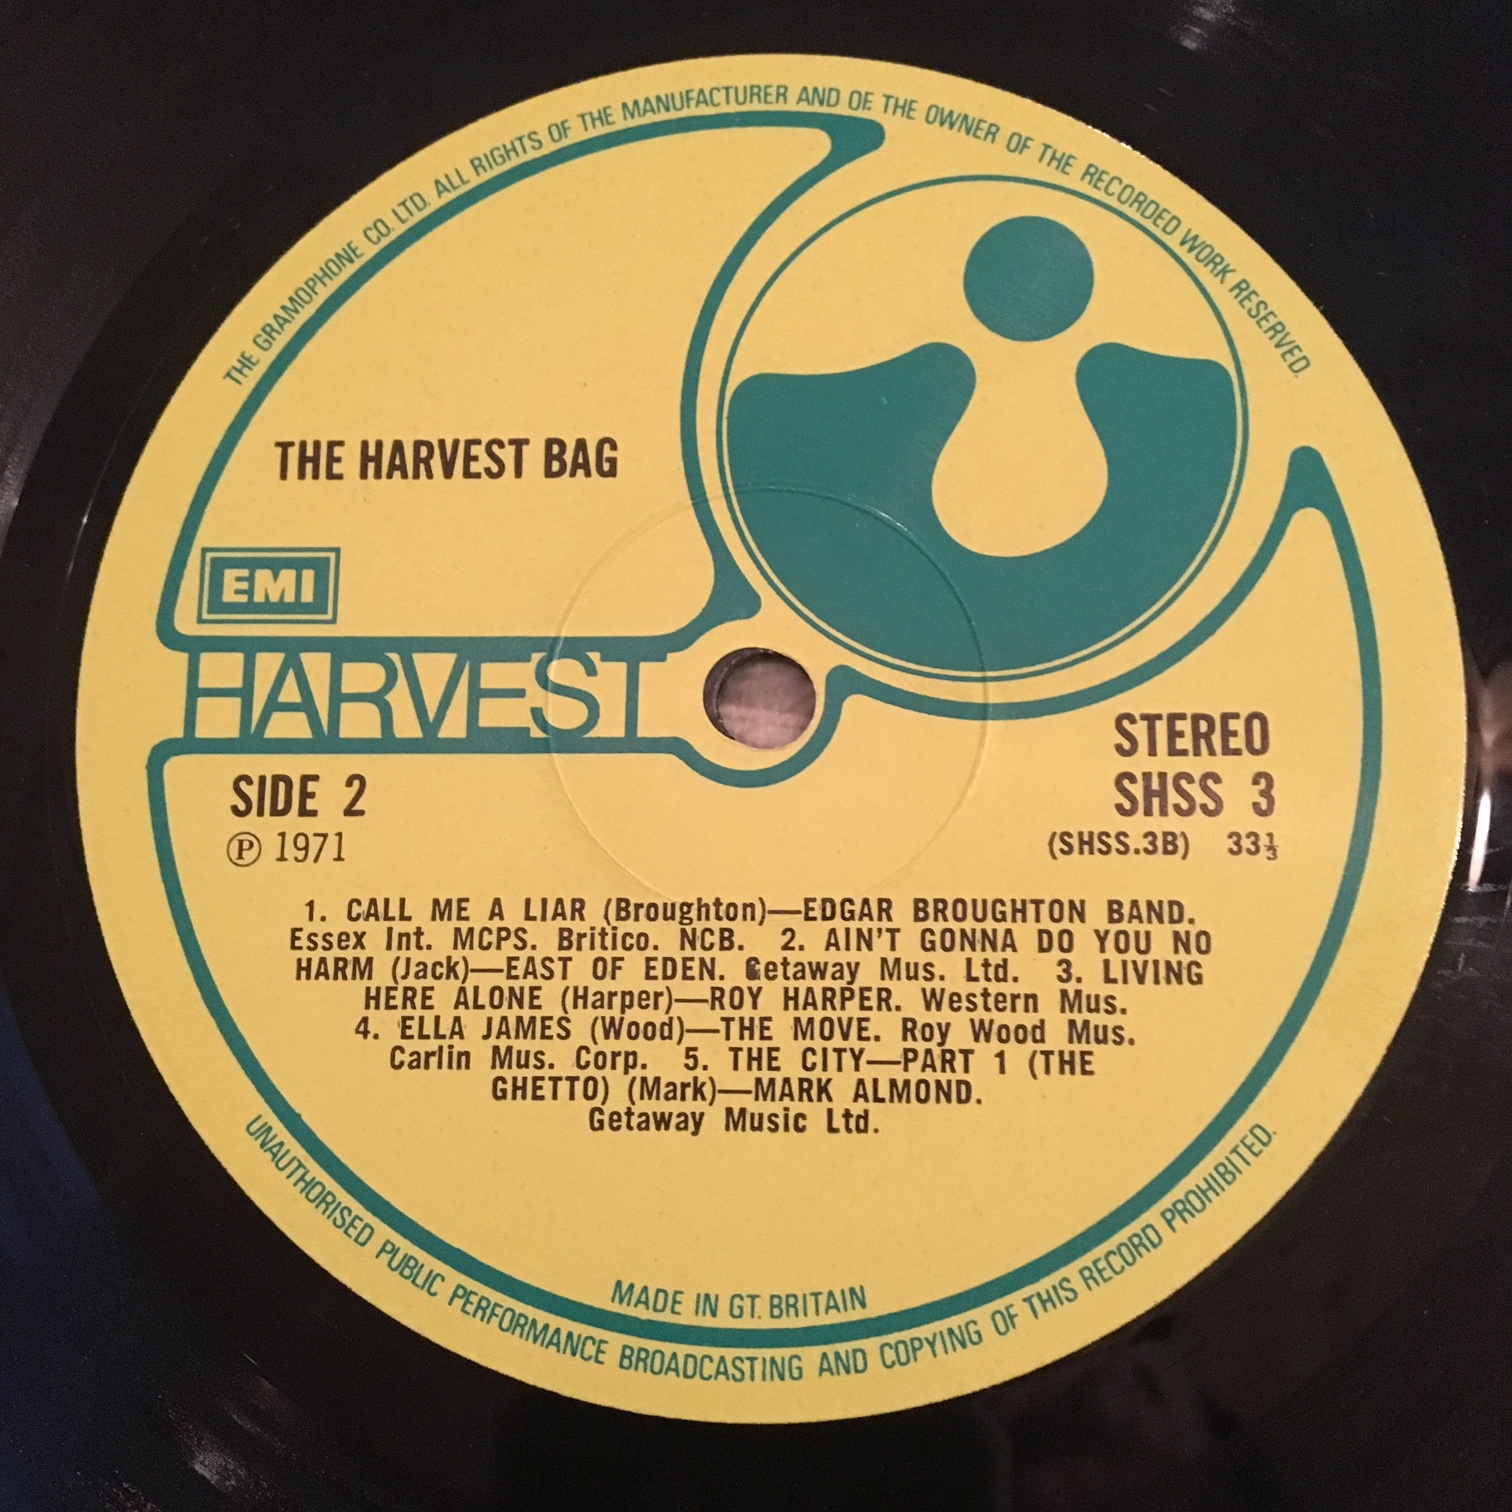 THE GRAMOPHONE CO. LTD. ALL RIGHTS OF THE MANUFACTURER AND OF THE OWNER OF THE RECORDED WORK RESERVED.
THE HARVEST BAG
EMI
HARVEST
SIDE 2
℗ 1971
STEREO
SHSS 3
(SHSS.3B) 33⅓
1. CALL ME A LIAR (Broughton)—EDGAR BROUGHTON BAND.
Essex Int. MCPS. Britico. NCB. 2. AIN'T GONNA DO YOU NO
HARM (Jack)—EAST OF EDEN. Getaway Mus. Ltd. 3. LIVING
HERE ALONE (Harper)—ROY HARPER. Western Mus.
4. ELLA JAMES (Wood)—THE MOVE. Roy Wood Mus.
Carlin Mus. Corp. 5. THE CITY—PART 1 (THE
GHETTO) (Mark)—MARK ALMOND.
Getaway Music Ltd.
MADE IN GT. BRITAIN
UNAUTHORISED PUBLIC PERFORMANCE BROADCASTING AND COPYING OF THIS RECORD PROHIBITED.